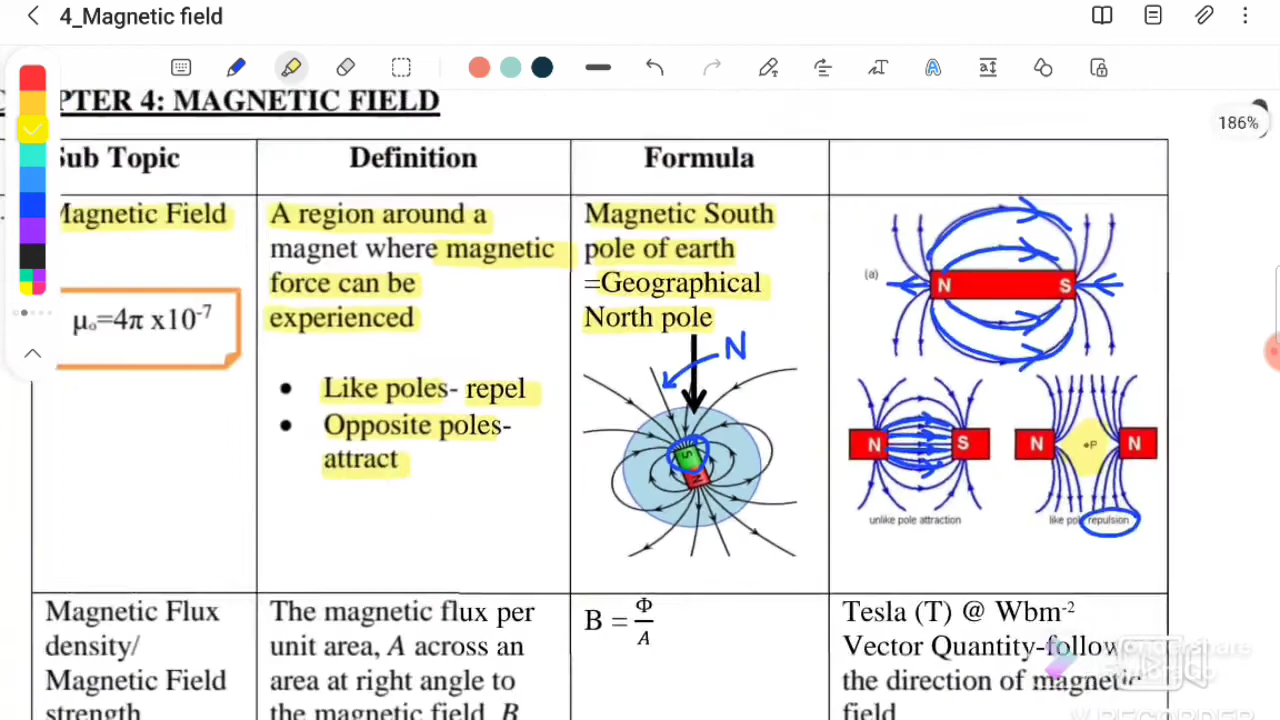 4_Magnetic field
186%
PTER 4: MAGNETIC FIELD
Sub Topic
Definition
Formula
Magnetic Field
μₒ=4π x10⁻⁷
A region around a
magnet where magnetic
force can be
experienced
• Like poles- repel
• Opposite poles-
attract
Magnetic South
pole of earth
=Geographical
North pole
N
S
N
(a)
N S
N S
N P N
unlike pole attraction
like pole repulsion
Magnetic Flux
density/
Magnetic Field
strength
The magnetic flux per
unit area, A across an
area at right angle to
the magnetic field, B
B = Φ/A
Tesla (T) @ Wbm⁻²
Vector Quantity-follow
the direction of magnetic
field